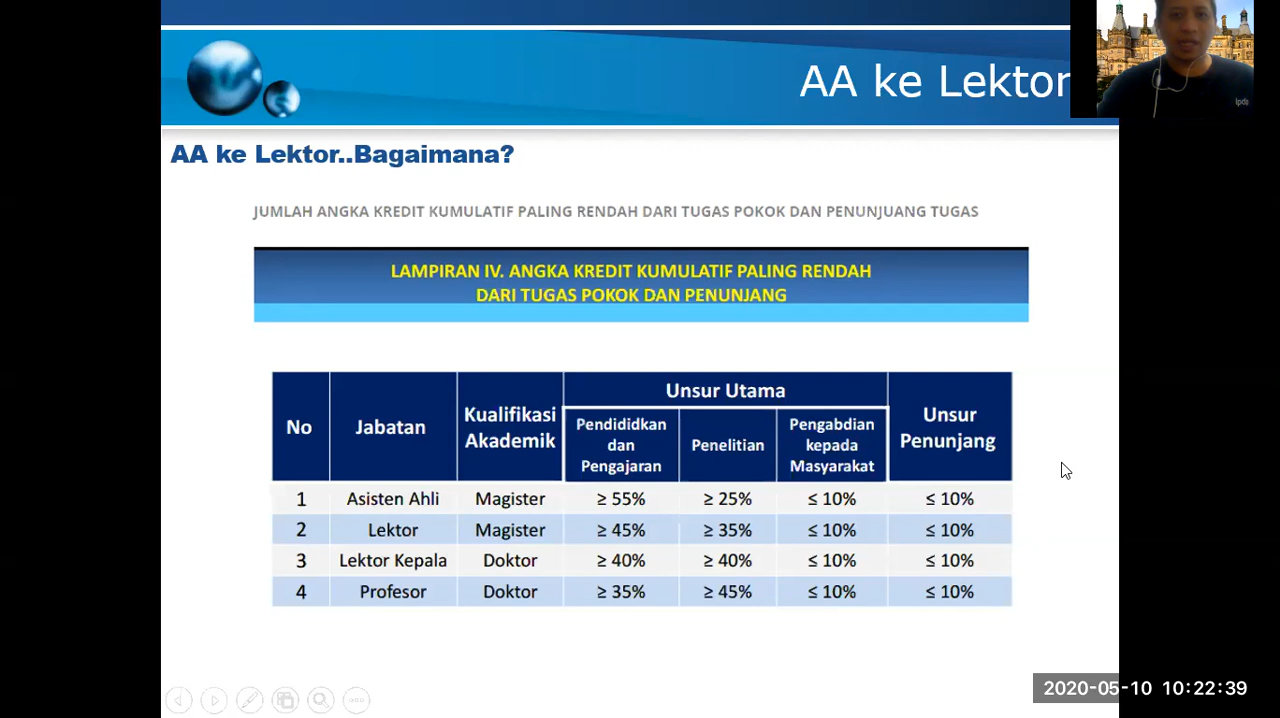 AA ke Lektor
AA ke Lektor..Bagaimana?
JUMLAH ANGKA KREDIT KUMULATIF PALING RENDAH DARI TUGAS POKOK DAN PENUNJUANG TUGAS
LAMPIRAN IV. ANGKA KREDIT KUMULATIF PALING RENDAH
DARI TUGAS POKOK DAN PENUNJANG
No Jabatan Kualifikasi Akademik Unsur Utama Unsur Penunjang
Pendididkan dan Pengajaran Penelitian Pengabdian kepada Masyarakat
1 Asisten Ahli Magister ≥ 55% ≥ 25% ≤ 10% ≤ 10%
2 Lektor Magister ≥ 45% ≥ 35% ≤ 10% ≤ 10%
3 Lektor Kepala Doktor ≥ 40% ≥ 40% ≤ 10% ≤ 10%
4 Profesor Doktor ≥ 35% ≥ 45% ≤ 10% ≤ 10%
2020-05-10 10:22:39